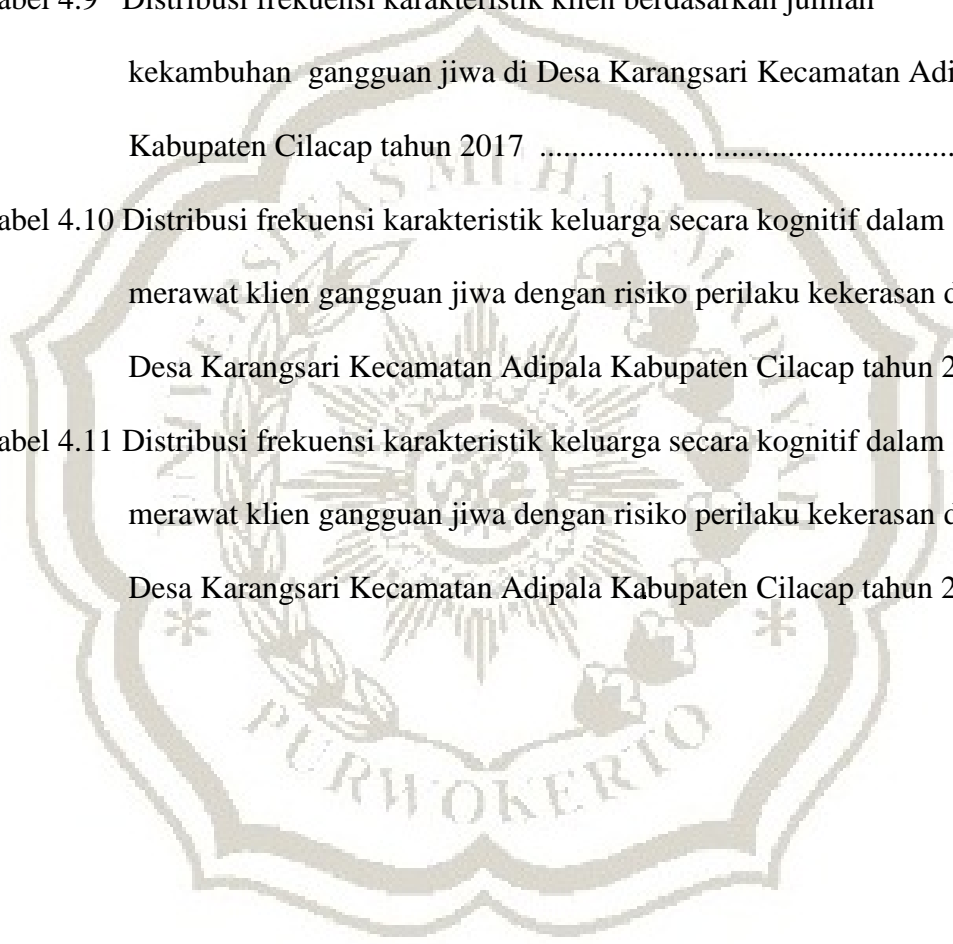 abel 4.9 Distribusi frekuensi karakteristik klien berdasarkan jumlah
kekambuhan gangguan jiwa di Desa Karangsari Kecamatan Adi
Kabupaten Cilacap tahun 2017 ....................................................
abel 4.10 Distribusi frekuensi karakteristik keluarga secara kognitif dalam
merawat klien gangguan jiwa dengan risiko perilaku kekerasan d
Desa Karangsari Kecamatan Adipala Kabupaten Cilacap tahun 2
abel 4.11 Distribusi frekuensi karakteristik keluarga secara kognitif dalam
merawat klien gangguan jiwa dengan risiko perilaku kekerasan d
Desa Karangsari Kecamatan Adipala Kabupaten Cilacap tahun 2
UNIVERSITAS MUHAMMADIYAH
PURWOKERTO